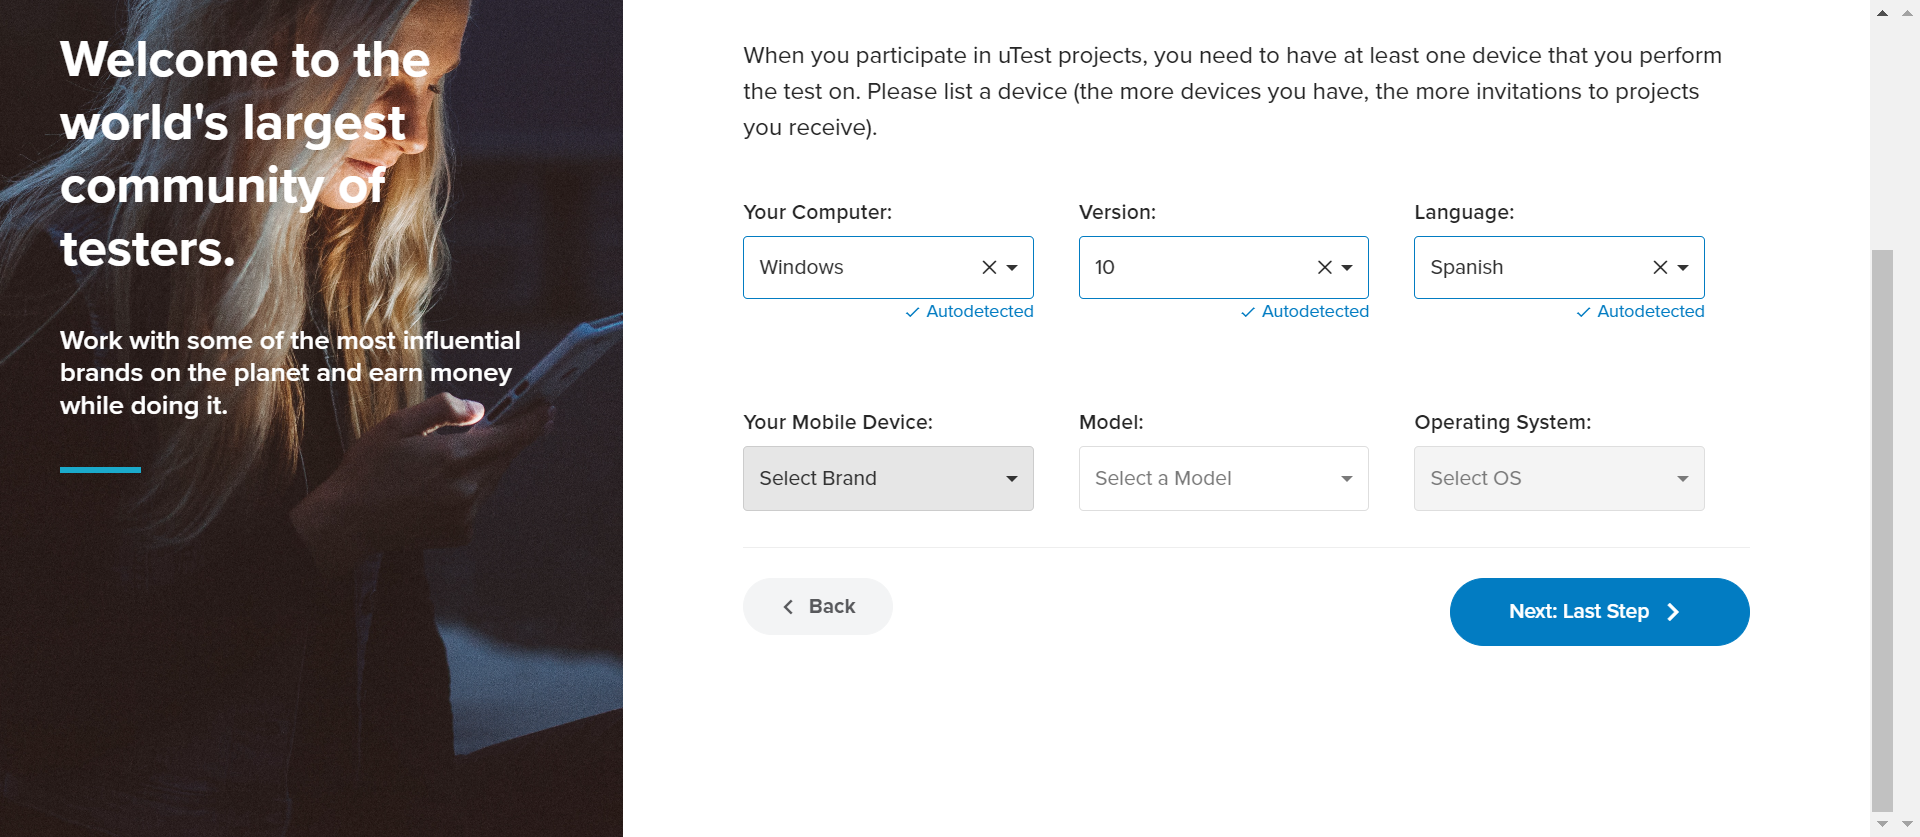 Welcome to the
world's largest
community of
testers.
Work with some of the most influential
brands on the planet and earn money
while doing it.
When you participate in uTest projects, you need to have at least one device that you perform
the test on. Please list a device (the more devices you have, the more invitations to projects
you receive).
Your Computer: Version: Language:
Windows 10 Spanish
Autodetected Autodetected Autodetected
Your Mobile Device: Model: Operating System:
Select Brand Select a Model Select OS
Back Next: Last Step